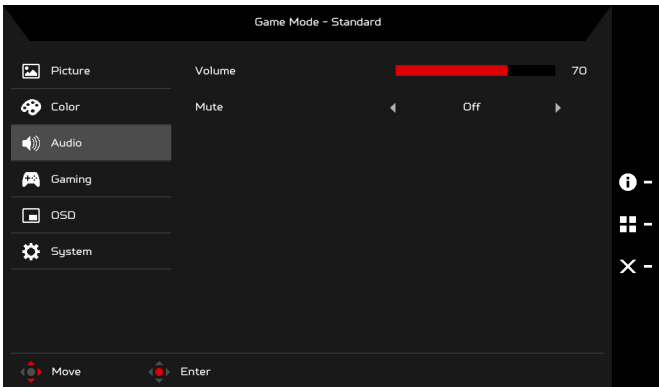 Game Mode - Standard
Picture
Volume 70
Color
Mute Off
Audio
Gaming
OSD
System
Move Enter